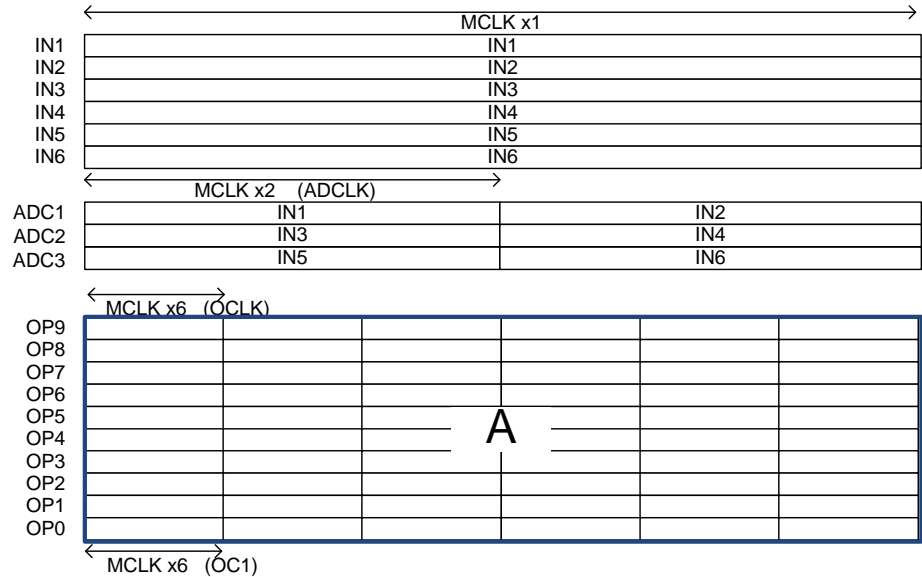 MCLK x1
IN1 IN1
IN2 IN2
IN3 IN3
IN4 IN4
IN5 IN5
IN6 IN6
MCLK x2 (ADCLK)
ADC1 IN1 IN2
ADC2 IN3 IN4
ADC3 IN5 IN6
MCLK x6 (OCLK)
OP9
OP8
OP7
OP6
OP5
A
OP4
OP3
OP2
OP1
OP0
MCLK x6 (OC1)